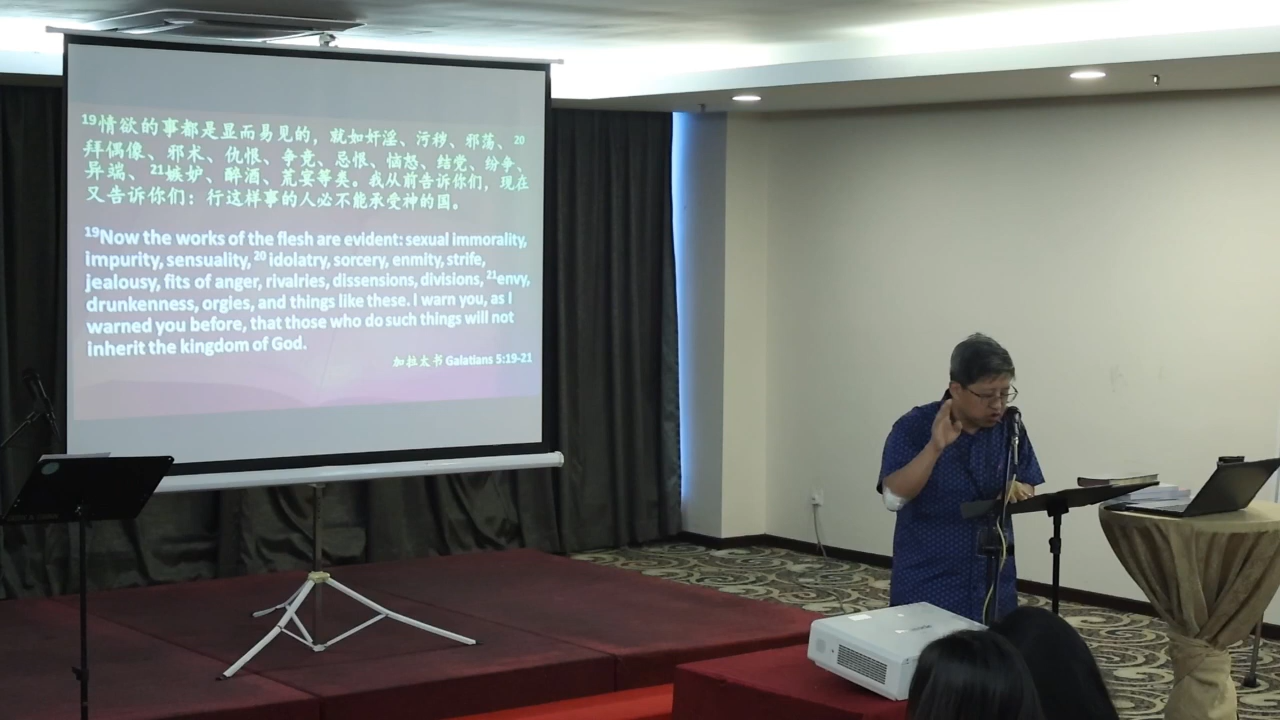 19情欲的事都是显而易见的，就如奸淫、污秽、邪荡、20
拜偶像、邪术、仇恨、争竞、忌恨、恼怒、结党、纷争、
异端、21嫉妒、醉酒、荒宴等类。我从前告诉你们，现在
又告诉你们：行这样事的人必不能承受神的国。
19Now the works of the flesh are evident: sexual immorality,
impurity, sensuality, 20 idolatry, sorcery, enmity, strife,
jealousy, fits of anger, rivalries, dissensions, divisions, 21envy,
drunkenness, orgies, and things like these. I warn you, as I
warned you before, that those who do such things will not
inherit the kingdom of God.
加拉太书 Galatians 5:19-21